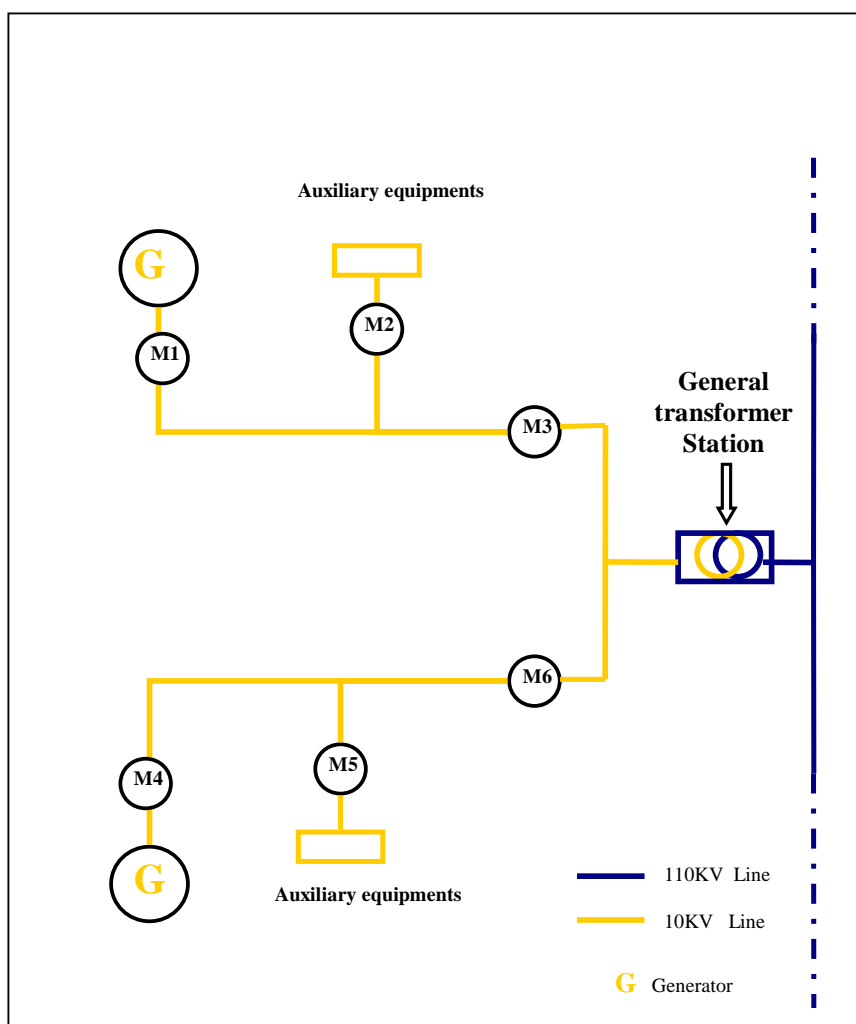 Auxiliary equipments
G
M2
M1
General
transformer
Station
M3
M6
M5
M4
G
110KV Line
Auxiliary equipments
10KV Line
G Generator